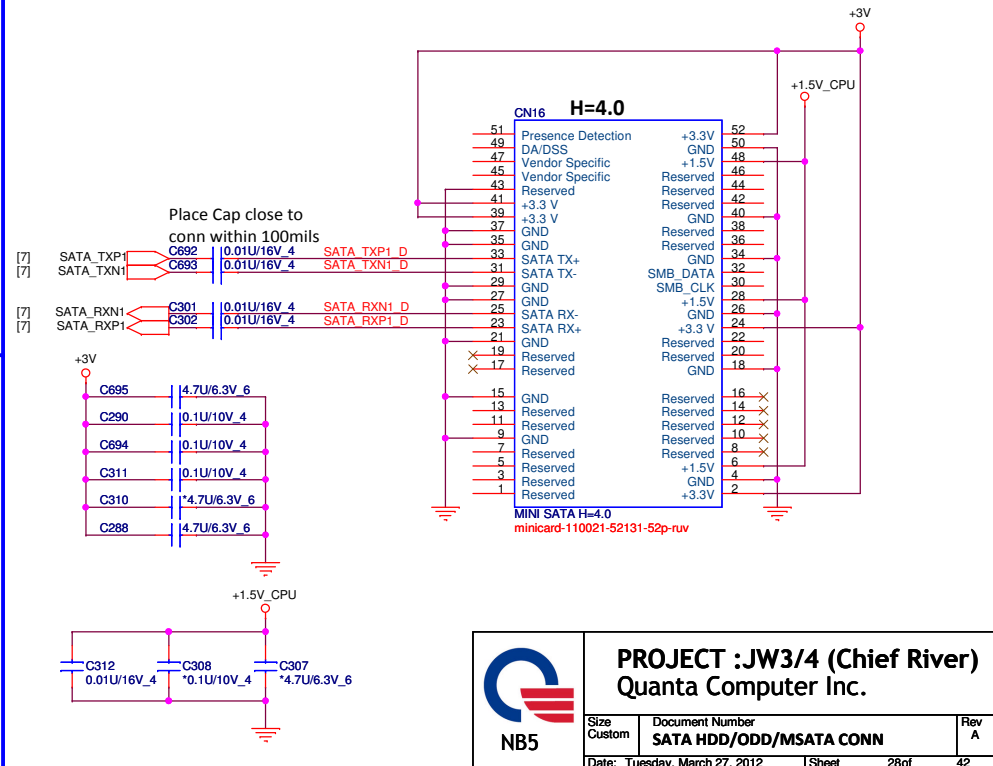 +3V
+1.5V_CPU
CN16
H=4.0
51 Presence Detection +3.3V 52
49 DA/DSS GND 50
47 Vendor Specific +1.5V 48
45 Vendor Specific Reserved 46
43 Reserved Reserved 44
41 +3.3 V Reserved 42
39 +3.3 V GND 40
37 GND Reserved 38
35 GND Reserved 36
33 SATA TX+ GND 34
31 SATA TX- SMB_DATA 32
29 GND SMB_CLK 30
27 GND +1.5V 28
25 SATA RX- GND 26
23 SATA RX+ +3.3 V 24
21 GND Reserved 22
19 Reserved Reserved 20
17 Reserved GND 18
15 GND Reserved 16
13 Reserved Reserved 14
11 Reserved Reserved 12
9 GND Reserved 10
7 Reserved Reserved 8
5 Reserved +1.5V 6
3 Reserved GND 4
1 Reserved +3.3V 2
MINI SATA H=4.0
minicard-110021-52131-52p-ruv
Place Cap close to
conn within 100mils
[7] SATA_TXP1 C692 0.01U/16V_4 SATA_TXP1_D
[7] SATA_TXN1 C693 0.01U/16V_4 SATA_TXN1_D
[7] SATA_RXN1 C301 0.01U/16V_4 SATA_RXN1_D
[7] SATA_RXP1 C302 0.01U/16V_4 SATA_RXP1_D
+3V
C695 4.7U/6.3V_6
C290 0.1U/10V_4
C694 0.1U/10V_4
C311 0.1U/10V_4
C310 *4.7U/6.3V_6
C288 4.7U/6.3V_6
+1.5V_CPU
C312 C308 C307
0.01U/16V_4 *0.1U/10V_4 *4.7U/6.3V_6
NB5
PROJECT :JW3/4 (Chief River)
Quanta Computer Inc.
Size Document Number Rev
Custom SATA HDD/ODD/MSATA CONN A
Date: Tuesday, March 27, 2012 Sheet 28of 42